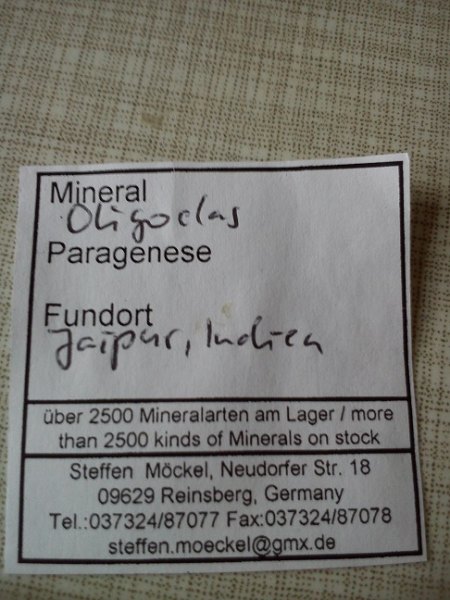 Mineral
Oligoclas
Paragenese
Fundort
Jaipur, Indien
über 2500 Mineralarten am Lager / more
than 2500 kinds of Minerals on stock
Steffen Möckel, Neudorfer Str. 18
09629 Reinsberg, Germany
Tel.:037324/87077 Fax:037324/87078
steffen.moeckel@gmx.de